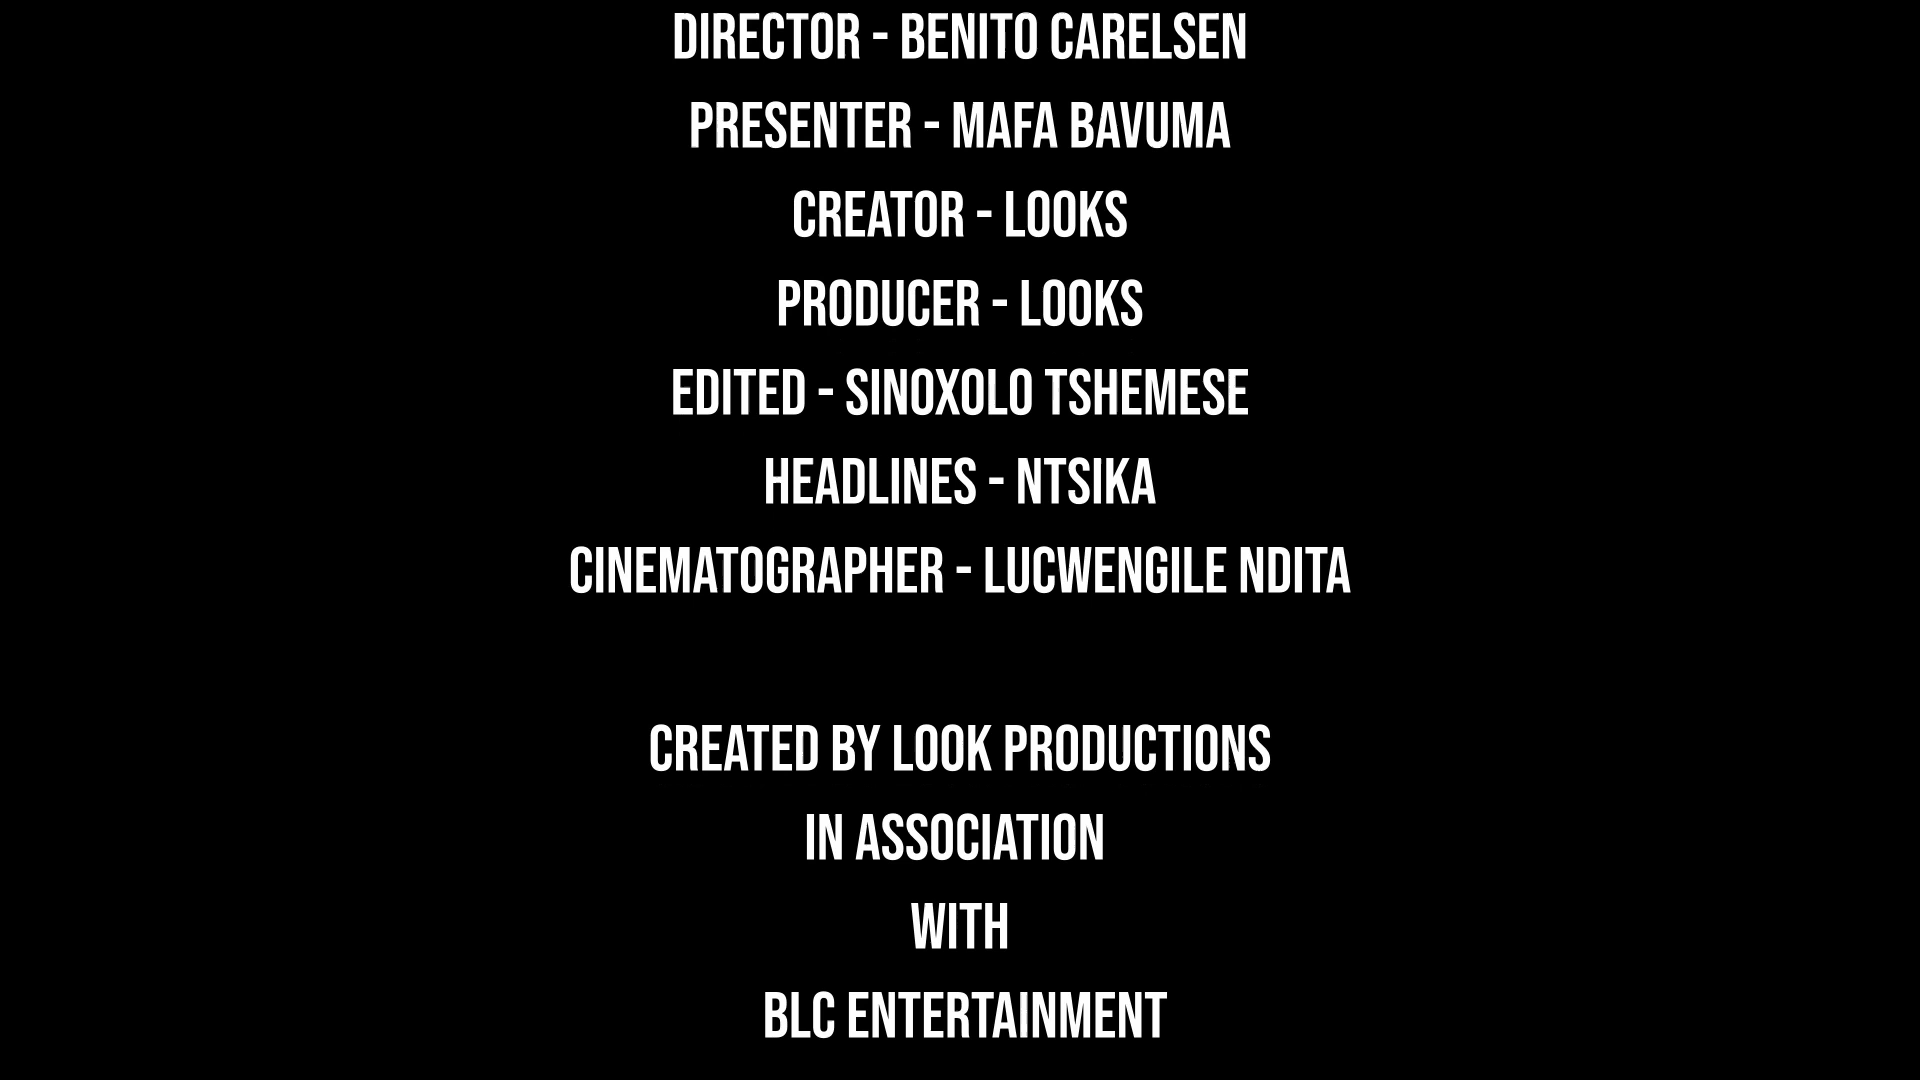 DIRECTOR - BENITO CARELSEN
PRESENTER - MAFA BAVUMA
CREATOR - LOOKS
PRODUCER - LOOKS
EDITED - SINOXOLO TSHEMESE
HEADLINES - NTSIKA
CINEMATOGRAPHER - LUCWENGILE NDITA
CREATED BY LOOK PRODUCTIONS
IN ASSOCIATION
WITH
BLC ENTERTAINMENT